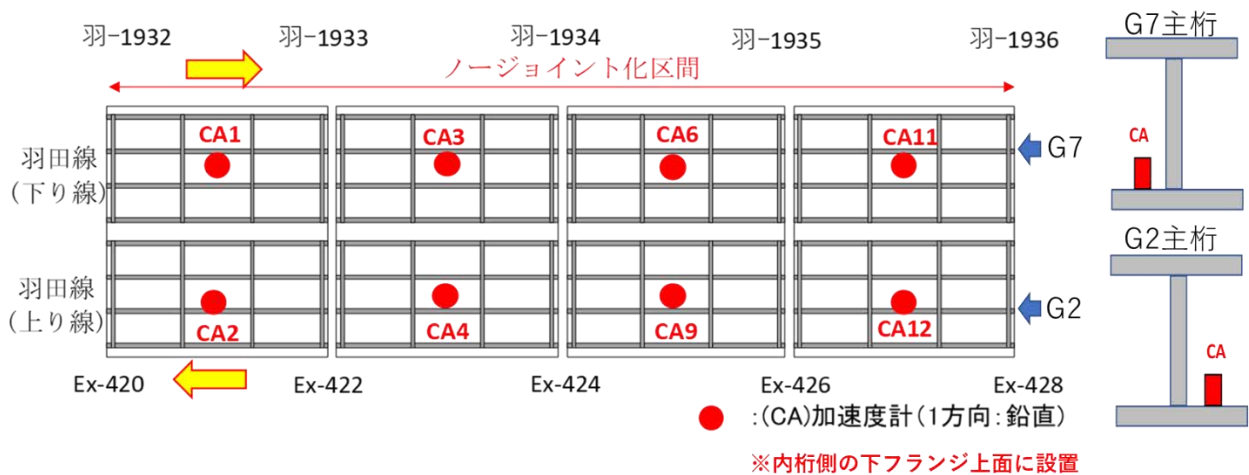 羽-1932
羽-1933
羽-1934
羽-1935
羽-1936
ノージョイント化区間
CA1
CA3
CA6
CA11
羽田線
(下り線)
G7
羽田線
(上り線)
CA2
CA4
CA9
CA12
G2
Ex-420
Ex-422
Ex-424
Ex-426
Ex-428
:(CA)加速度計(1方向:鉛直)
※内桁側の下フランジ上面に設置
G7主桁
CA
G2主桁
CA